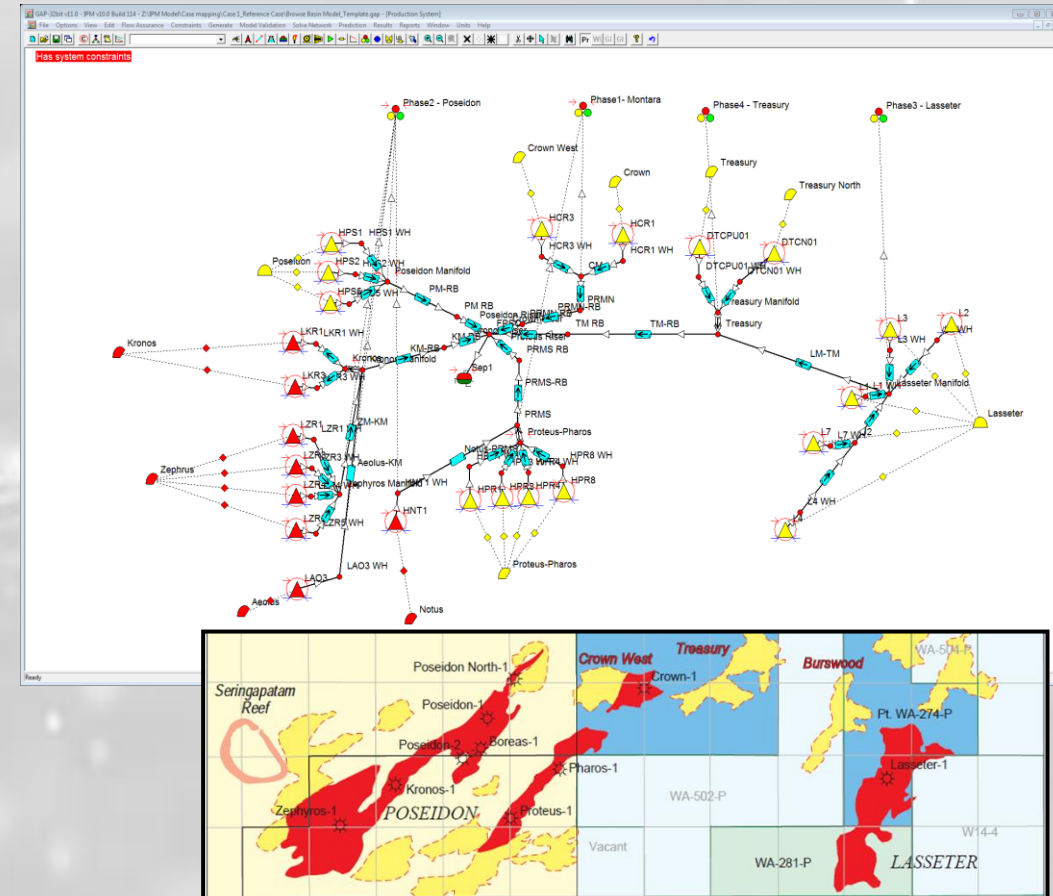 GAP-32bit v11.0 - IPM v10.0 Build 114 - Z:\IPM Model\Case mapping\Case 1_Reference Case\Browse Basin Model_Template.gap - [Production System]
File Options View Edit Flow Assurance Constraints Generate Model Validation Solve Network Prediction Results Reports Window Units Help
Has system constraints
Phase2 - Poseidon
Phase1- Montara
Phase4 - Treasury
Phase3 - Lasseter
Crown West
Crown
Treasury
Treasury North
HPS1
HPS1 WH
HCR3
HCR1
HCR3 WH
HCR1 WH
DTCPU01
DTCN01
DTCPU01 WH
DTCN01 WH
Poseidon
HPS2
Poseidon Manifold
PM-RB
PRMN
Treasury Manifold
L3
L2
L3 WH
PM RB
TM RB
TM-RB
Treasury
LKR1
LKR1 WH
Kronos
KM-RB
PRMS RB
LM-TM
Sep1
PRMS-RB
Lasseter Manifold
LKR3
L1
Lasseter
PRMS
Proteus-Pharos
L7
L7 WH
LZR1
ZM-KM
Aeolus-KM
Zephrus
HPR8 WH
HPR1
HPR3
HPR4
HPR8
HNT1
L4 WH
L4
LZR5 WH
LAO3
LAO3 WH
Proteus-Pharos
Aeolus
Notus
Ready
Seringapatam
Reef
Poseidon North-1
Poseidon-1
Poseidon-2
Boreas-1
Kronos-1
Zephyros-1
POSEIDON
Pharos-1
Proteus-1
Crown West
Crown-1
Treasury
Burswood
WA-504-P
Pt. WA-274-P
Lasseter-1
WA-502-P
Vacant
WA-281-P
LASSETER
W14-4